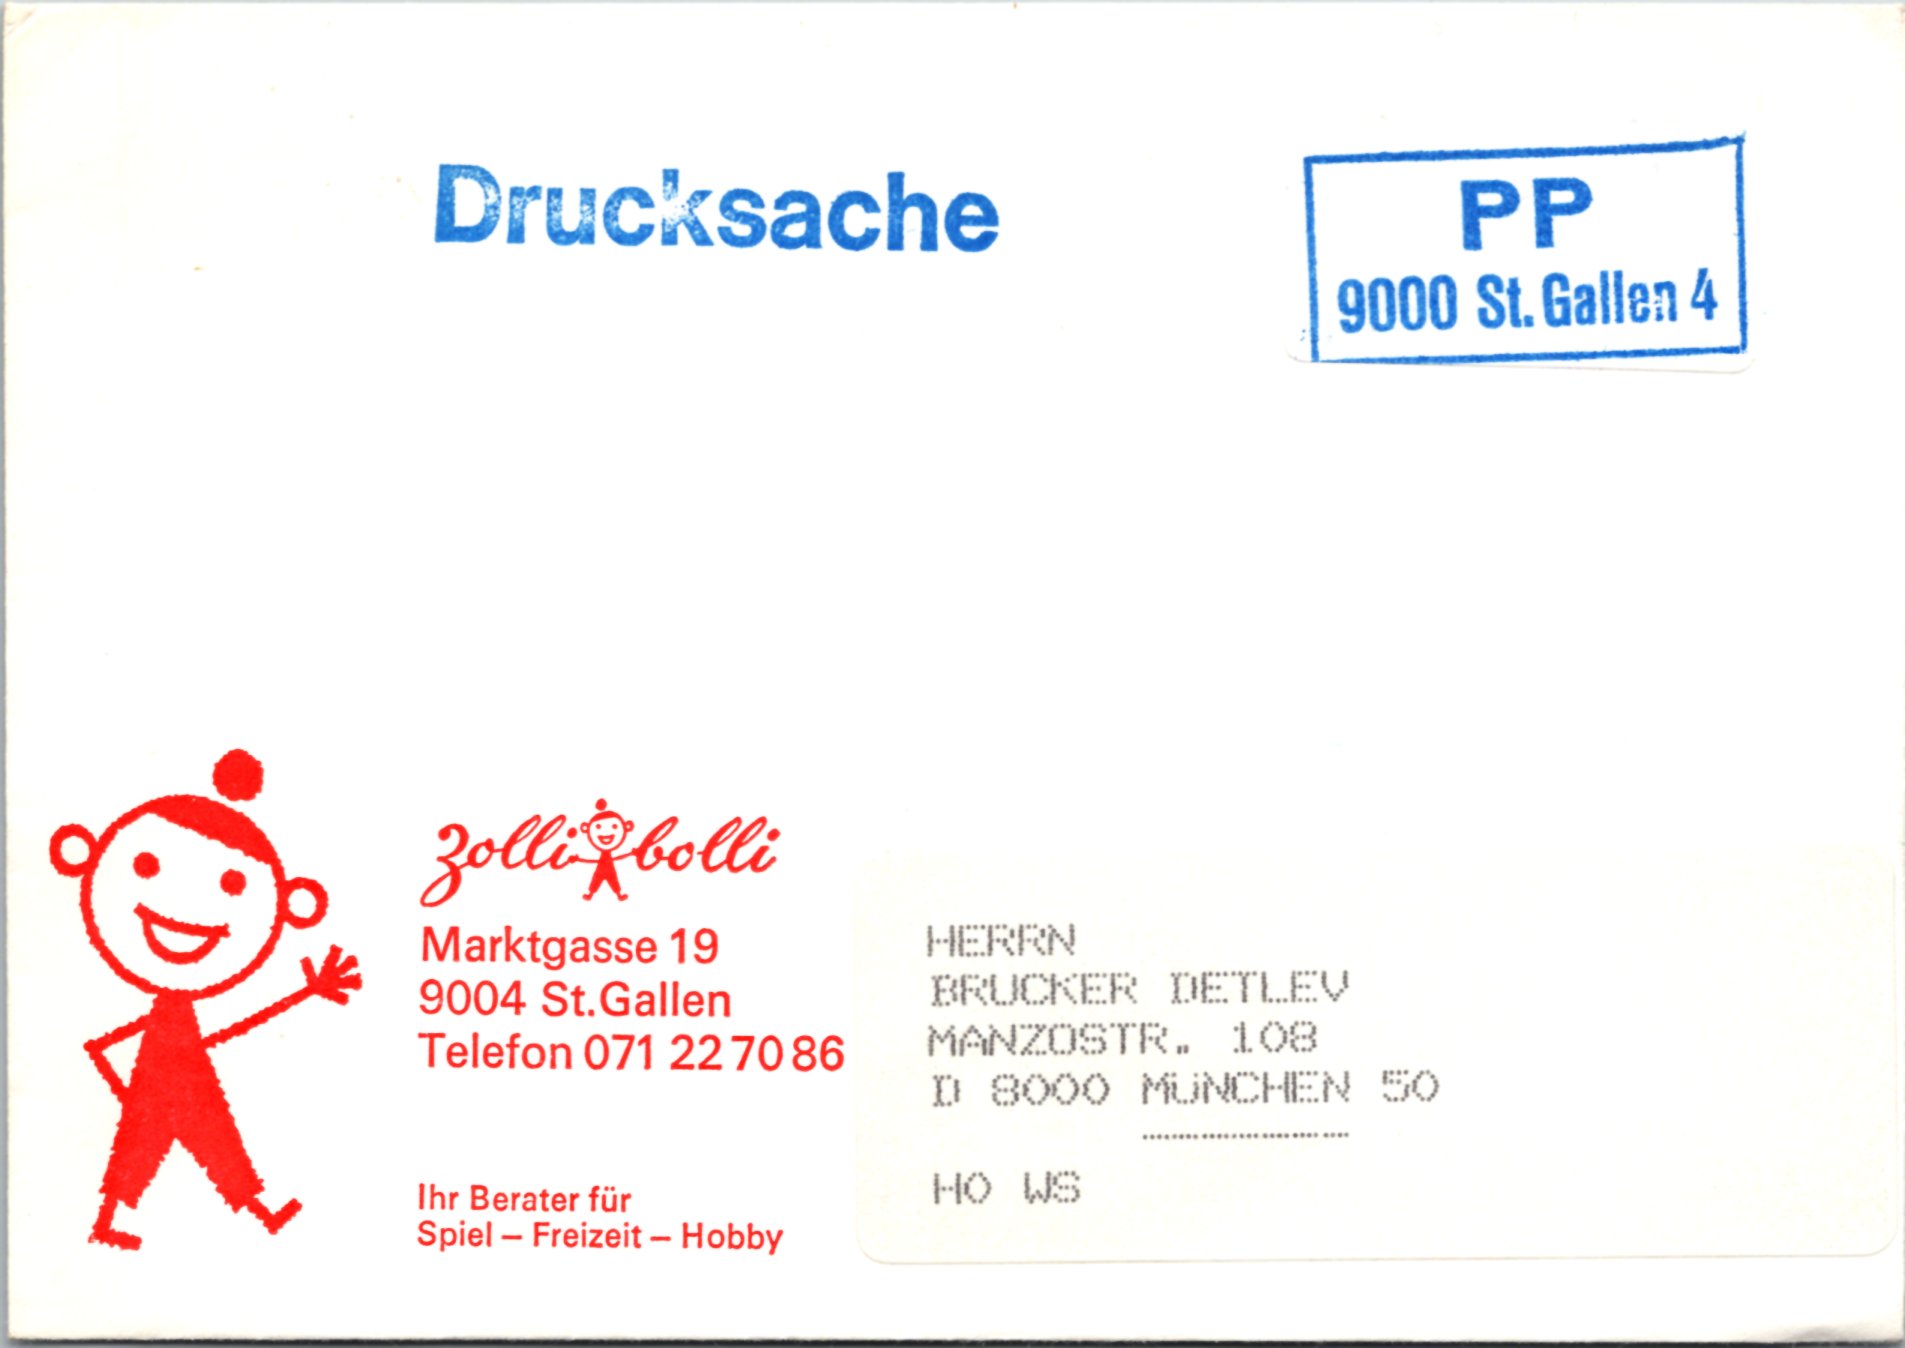 Drucksache
PP
9000 St. Gallen 4
zolli bolli
Marktgasse 19
9004 St. Gallen
Telefon 071 22 70 86
Ihr Berater für
Spiel – Freizeit – Hobby
HERRN
BRUCKER DETLEV
MANZOSTR. 108
D 8000 MÜNCHEN 50
HO WS